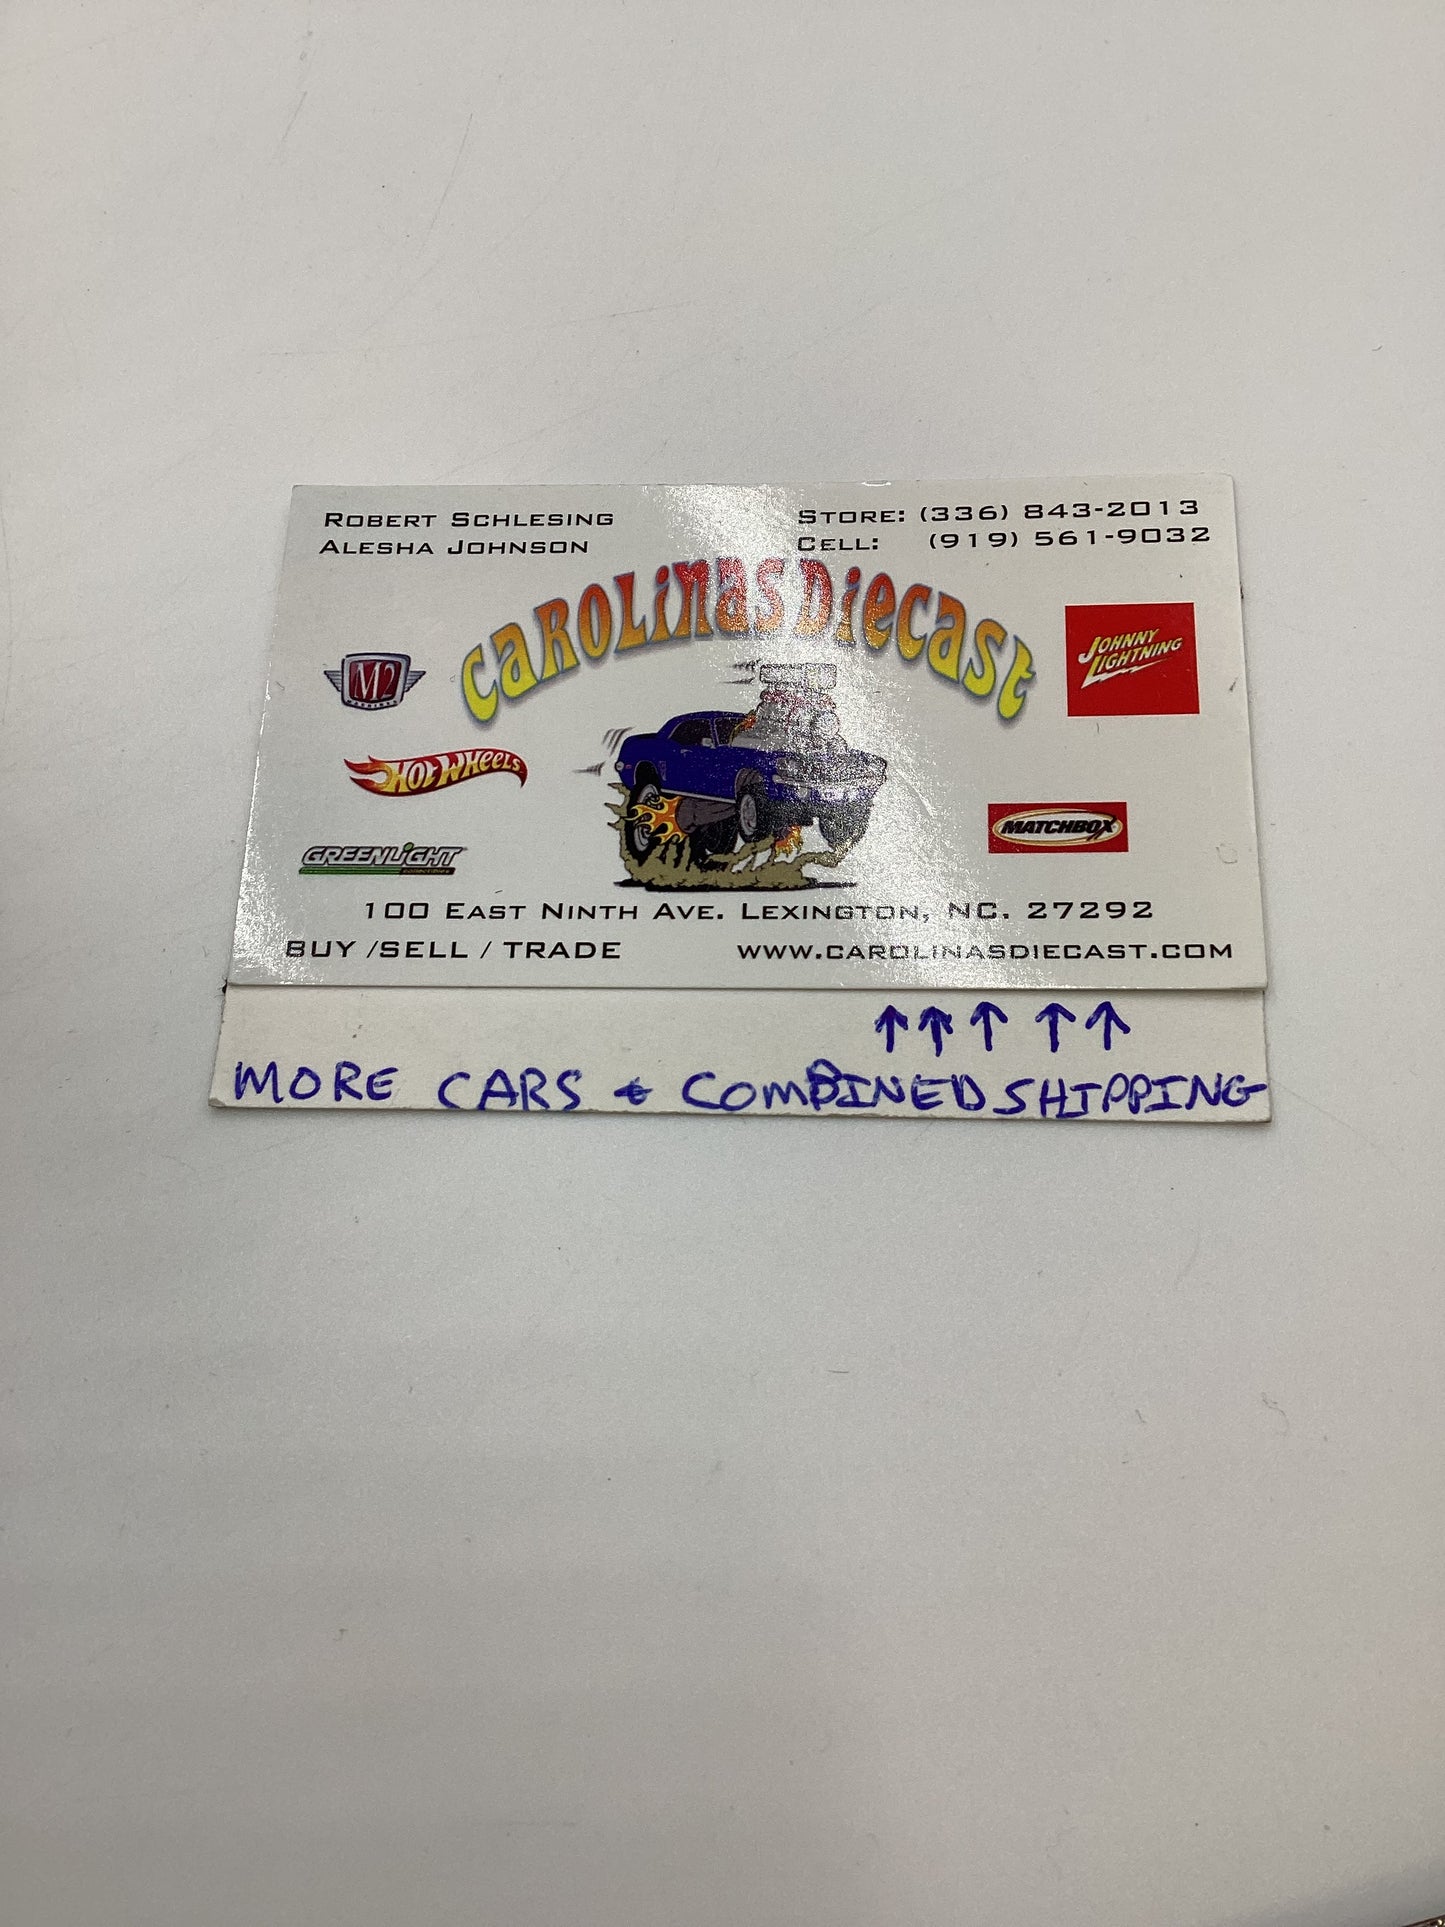 ROBERT SCHLESING
ALESHA JOHNSON
STORE: (336) 843-2013
CELL: (919) 561-9032
CAROLINAS DIECAST
M2
MACHINES
JOHNNY
LIGHTNING
HOT WHEELS
MATCHBOX
GREENLIGHT
collectibles
100 EAST NINTH AVE. LEXINGTON, NC. 27292
BUY /SELL / TRADE
WWW.CAROLINASDIECAST.COM
↑ ↑ ↑ ↑ ↑
MORE CARS & COMBINED SHIPPING